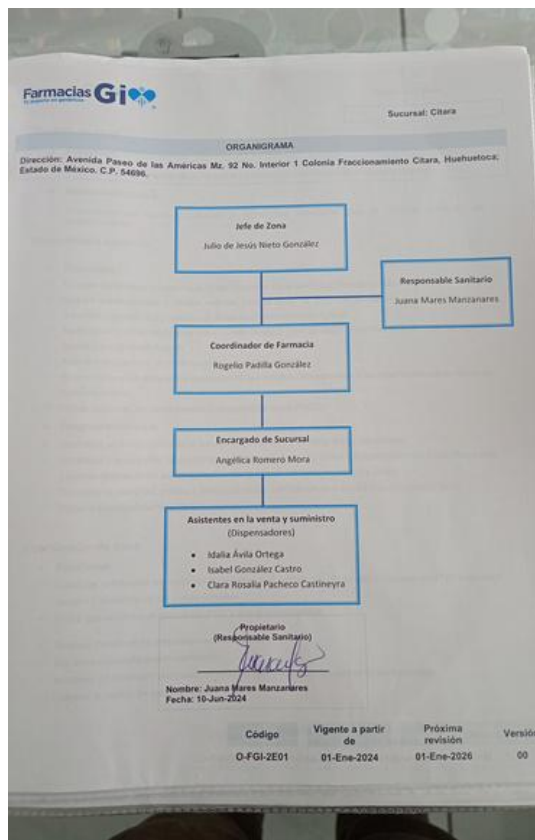 Farmacias Gi
Sucursal: Citara
ORGANIGRAMA
Dirección: Avenida Paseo de las Américas Mz. 92 No. Interior 1 Colonia Fraccionamiento Citara, Huehuetoca;
Estado de México. C.P. 54696.
Jefe de Zona
Julio de Jesús Nieto González
Responsable Sanitario
Juana Mares Manzanares
Coordinador de Farmacia
Rogelio Padilla González
Encargado de Sucursal
Angélica Romero Mora
Asistentes en la venta y suministro
(Dispensadores)
• Idalia Ávila Ortega
• Isabel González Castro
• Clara Rosalía Pacheco Castineyra
Propietario
(Responsable Sanitario)
Nombre: Juana Mares Manzanares
Fecha: 10-Jun-2024
Código Vigente a partir de Próxima revisión Versión
O-FGI-2E01 01-Ene-2024 01-Ene-2026 00